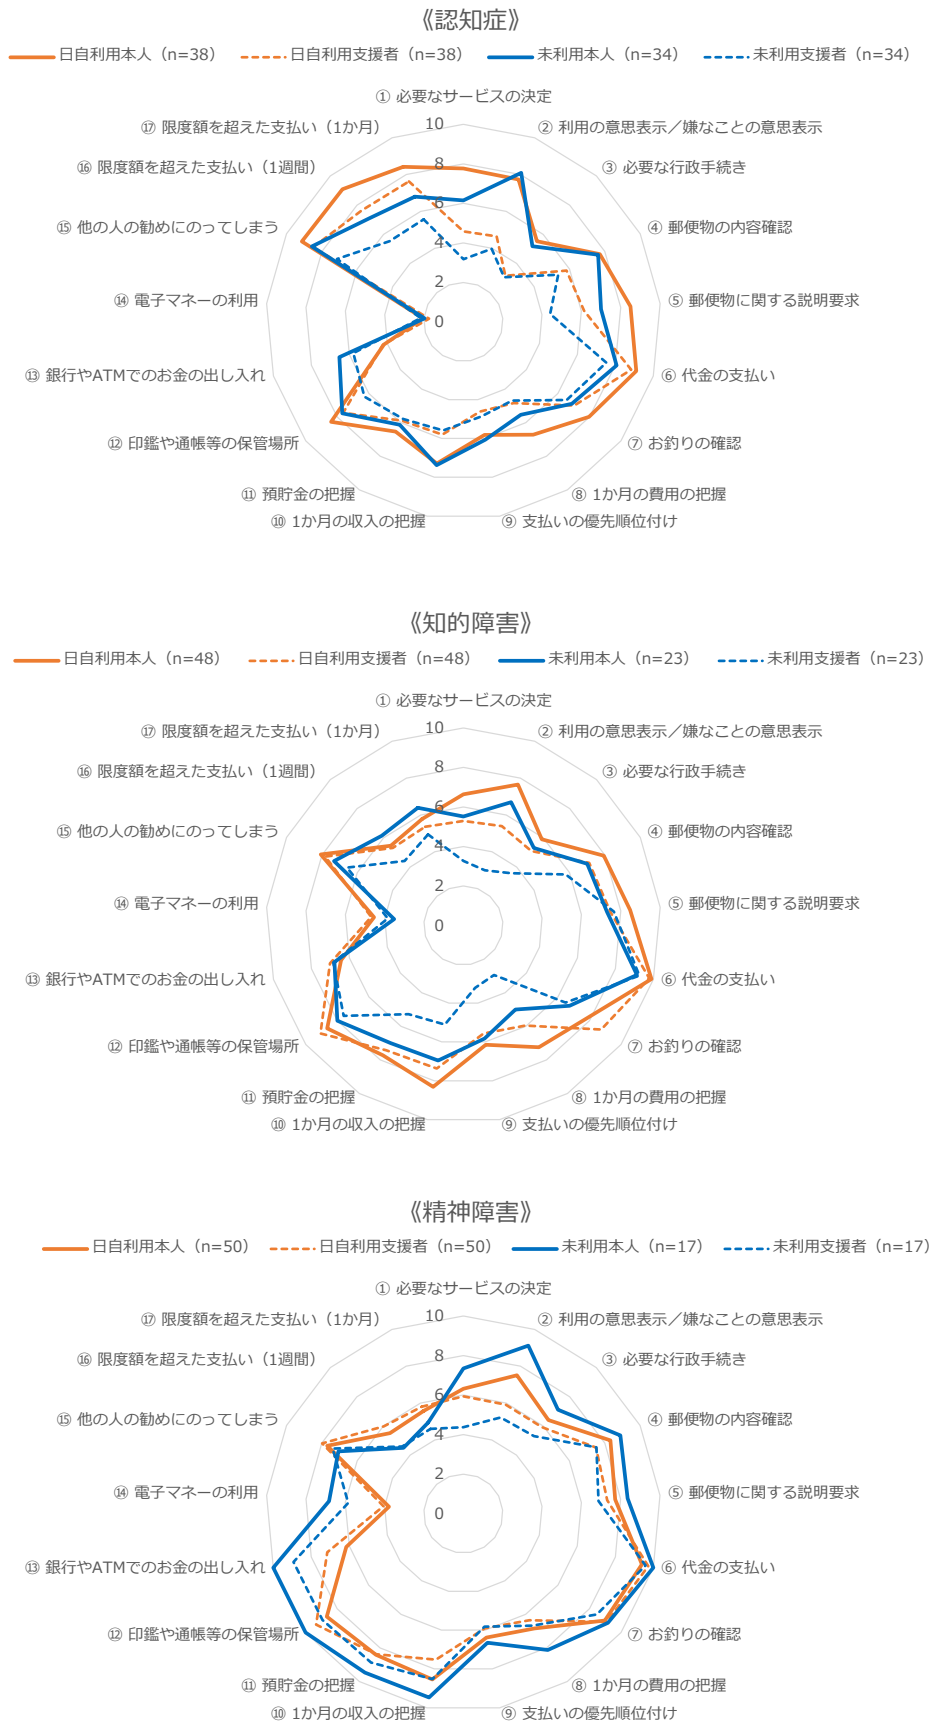 《認知症》
日自利用本人（n=38） 日自利用支援者（n=38） 未利用本人（n=34） 未利用支援者（n=34）
① 必要なサービスの決定
⑰ 限度額を超えた支払い（1か月） 10 ② 利用の意思表示／嫌なことの意思表示
⑯ 限度額を超えた支払い（1週間） 8 ③ 必要な行政手続き
6
⑮ 他の人の勧めにのってしまう ④ 郵便物の内容確認
4
2
⑭ 電子マネーの利用 ⑤ 郵便物に関する説明要求
0
⑬ 銀行やATMでのお金の出し入れ ⑥ 代金の支払い
⑫ 印鑑や通帳等の保管場所 ⑦ お釣りの確認
⑪ 預貯金の把握 ⑧ 1か月の費用の把握
⑩ 1か月の収入の把握 ⑨ 支払いの優先順位付け
《知的障害》
日自利用本人（n=48） 日自利用支援者（n=48） 未利用本人（n=23） 未利用支援者（n=23）
① 必要なサービスの決定
⑰ 限度額を超えた支払い（1か月） 10 ② 利用の意思表示／嫌なことの意思表示
⑯ 限度額を超えた支払い（1週間） 8 ③ 必要な行政手続き
6
⑮ 他の人の勧めにのってしまう ④ 郵便物の内容確認
4
2
⑭ 電子マネーの利用 ⑤ 郵便物に関する説明要求
0
⑬ 銀行やATMでのお金の出し入れ ⑥ 代金の支払い
⑫ 印鑑や通帳等の保管場所 ⑦ お釣りの確認
⑪ 預貯金の把握 ⑧ 1か月の費用の把握
⑩ 1か月の収入の把握 ⑨ 支払いの優先順位付け
《精神障害》
日自利用本人（n=50） 日自利用支援者（n=50） 未利用本人（n=17） 未利用支援者（n=17）
① 必要なサービスの決定
⑰ 限度額を超えた支払い（1か月） 10 ② 利用の意思表示／嫌なことの意思表示
⑯ 限度額を超えた支払い（1週間） 8 ③ 必要な行政手続き
6
⑮ 他の人の勧めにのってしまう ④ 郵便物の内容確認
4
2
⑭ 電子マネーの利用 ⑤ 郵便物に関する説明要求
0
⑬ 銀行やATMでのお金の出し入れ ⑥ 代金の支払い
⑫ 印鑑や通帳等の保管場所 ⑦ お釣りの確認
⑪ 預貯金の把握 ⑧ 1か月の費用の把握
⑩ 1か月の収入の把握 ⑨ 支払いの優先順位付け